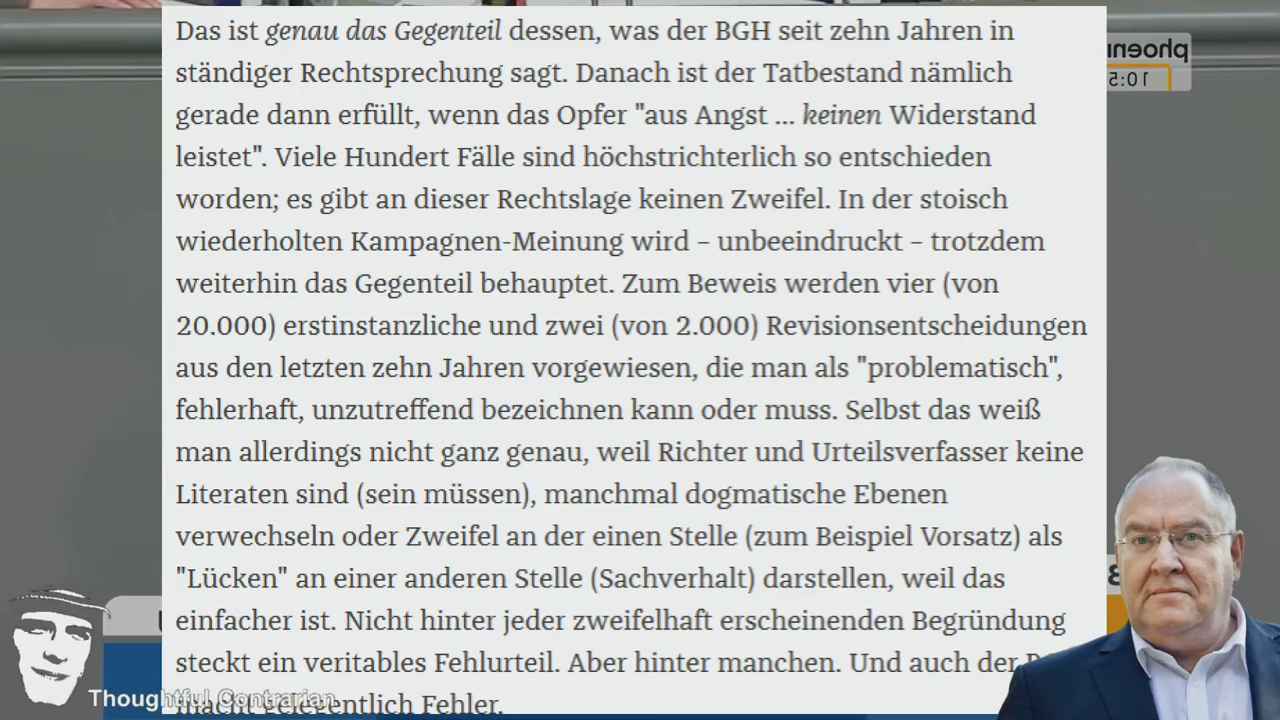 Das ist genau das Gegenteil dessen, was der BGH seit zehn Jahren in
ständiger Rechtsprechung sagt. Danach ist der Tatbestand nämlich
gerade dann erfüllt, wenn das Opfer "aus Angst ... keinen Widerstand
leistet". Viele Hundert Fälle sind höchstrichterlich so entschieden
worden; es gibt an dieser Rechtslage keinen Zweifel. In der stoisch
wiederholten Kampagnen-Meinung wird – unbeeindruckt – trotzdem
weiterhin das Gegenteil behauptet. Zum Beweis werden vier (von
20.000) erstinstanzliche und zwei (von 2.000) Revisionsentscheidungen
aus den letzten zehn Jahren vorgewiesen, die man als "problematisch",
fehlerhaft, unzutreffend bezeichnen kann oder muss. Selbst das weiß
man allerdings nicht ganz genau, weil Richter und Urteilsverfasser keine
Literaten sind (sein müssen), manchmal dogmatische Ebenen
verwechseln oder Zweifel an der einen Stelle (zum Beispiel Vorsatz) als
"Lücken" an einer anderen Stelle (Sachverhalt) darstellen, weil das
einfacher ist. Nicht hinter jeder zweifelhaft erscheinenden Begründung
steckt ein veritables Fehlurteil. Aber hinter manchen. Und auch der
macht gelegentlich Fehler.
Thoughtful Contrarian
phoen
10:5